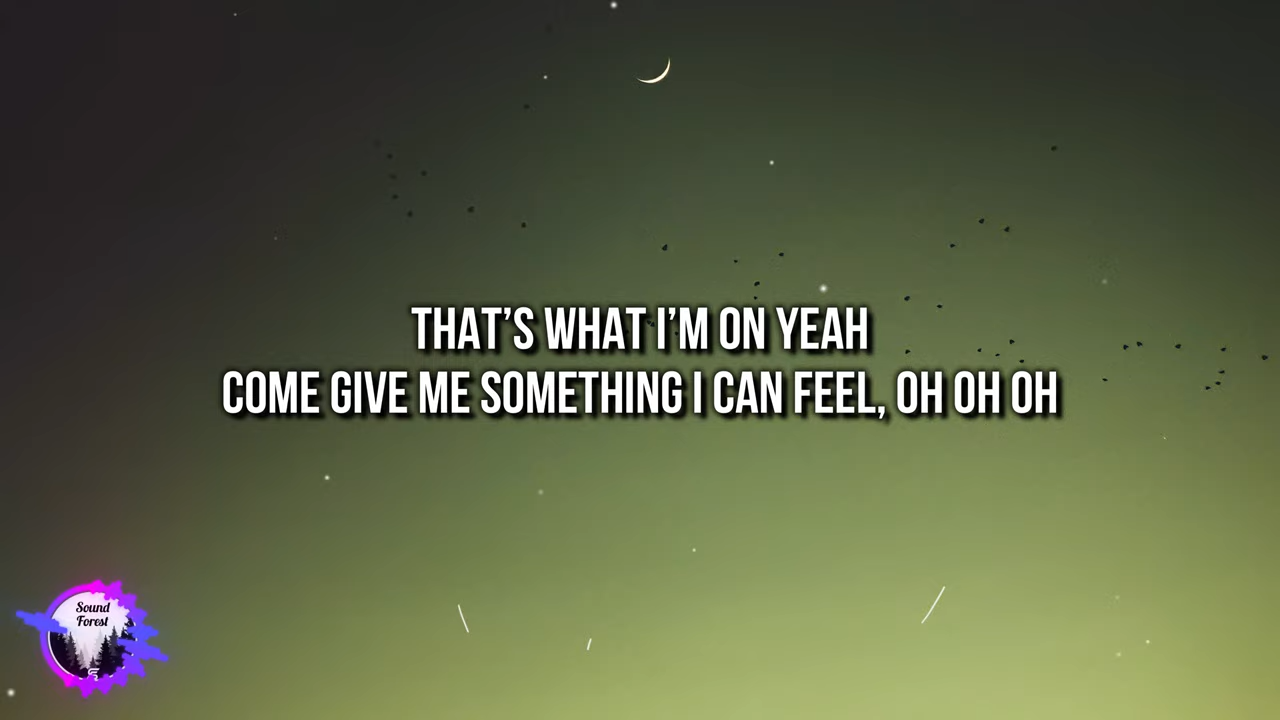 THAT’S WHAT I’M ON YEAH
COME GIVE ME SOMETHING I CAN FEEL, OH OH OH
Sound
Forest